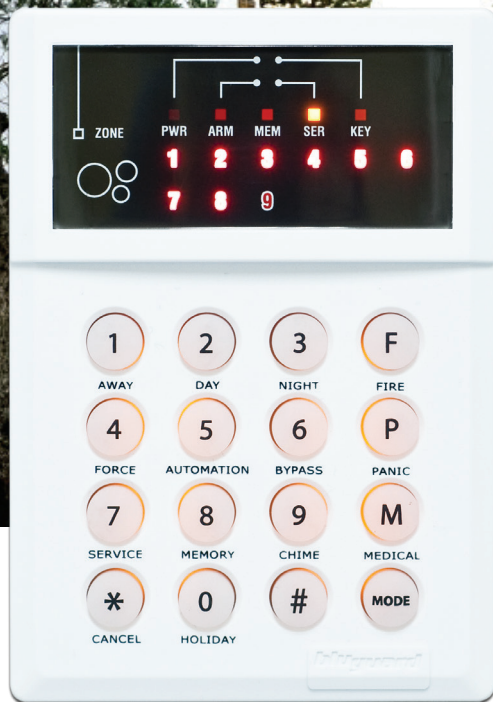 ZONE PWR ARM MEM SER KEY
1 2 3 4 5 6
7 8 9
1 2 3 F
AWAY DAY NIGHT FIRE
4 5 6 P
FORCE AUTOMATION BYPASS PANIC
7 8 9 M
SERVICE MEMORY CHIME MEDICAL
* 0 # MODE
CANCEL HOLIDAY